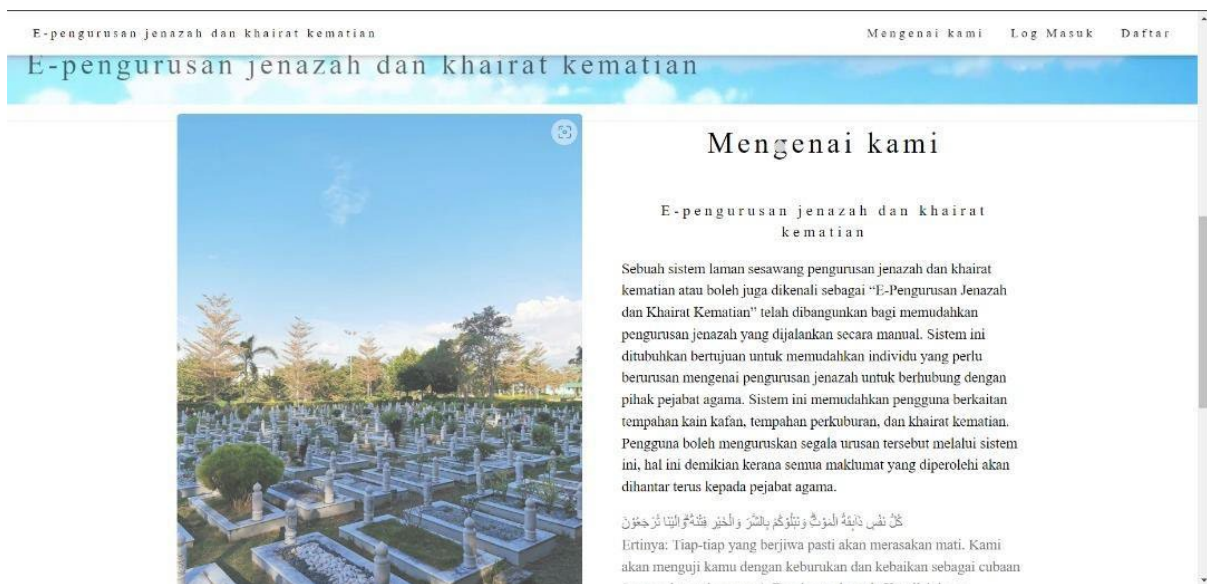 E-pengurusan jenazah dan khairat kematian
Mengenai kami Log Masuk Daftar
E-pengurusan jenazah dan khairat kematian
Mengenai kami
E-pengurusan jenazah dan khairat
kematian
Sebuah sistem laman sesawang pengurusan jenazah dan khairat
kematian atau boleh juga dikenali sebagai “E-Pengurusan Jenazah
dan Khairat Kematian” telah dibangunkan bagi memudahkan
pengurusan jenazah yang dijalankan secara manual. Sistem ini
ditubuhkan bertujuan untuk memudahkan individu yang perlu
berurusan mengenai pengurusan jenazah untuk berhubung dengan
pihak pejabat agama. Sistem ini memudahkan pengguna berkaitan
tempahan kain kafan, tempahan perkuburan, dan khairat kematian.
Pengguna boleh menguruskan segala urusan tersebut melalui sistem
ini, hal ini demikian kerana semua maklumat yang diperolehi akan
dihantar terus kepada pejabat agama.
كُلُّ نَفْسٍ ذَآئِقَةُ الْمَوْتِۗ وَنَبْلُوْكُمْ بِالشَّرِّ وَالْخَيْرِ فِتْنَةً ۗوَاِلَيْنَا تُرْجَعُوْنَ
Ertinya: Tiap-tiap yang berjiwa pasti akan merasakan mati. Kami
akan menguji kamu dengan keburukan dan kebaikan sebagai cubaan